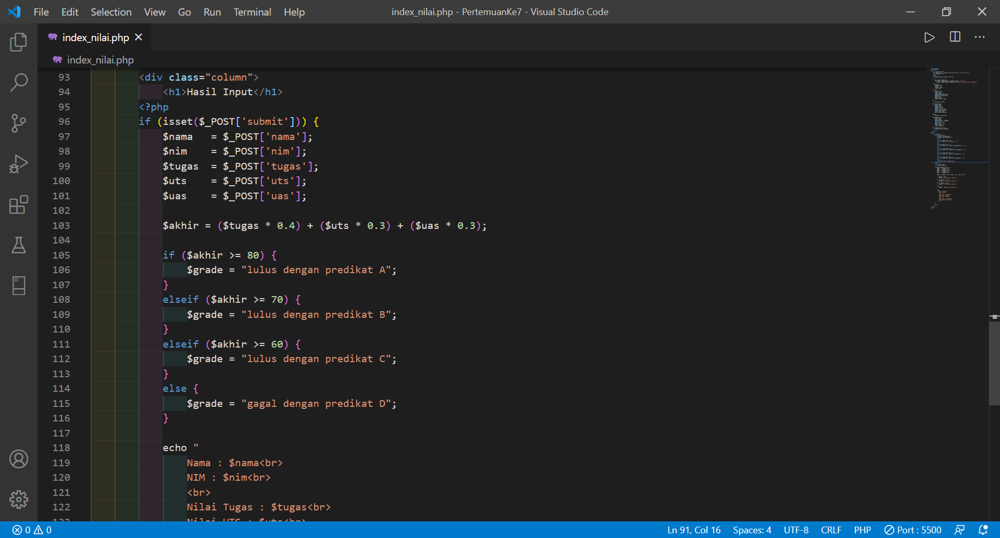 File Edit Selection View Go Run Terminal Help index_nilai.php - PertemuanKe7 - Visual Studio Code
index_nilai.php
index_nilai.php
93 <div class="column">
94 <h1>Hasil Input</h1>
95 <?php
96 if (isset($_POST['submit'])) {
97 $nama = $_POST['nama'];
98 $nim = $_POST['nim'];
99 $tugas = $_POST['tugas'];
100 $uts = $_POST['uts'];
101 $uas = $_POST['uas'];
102
103 $akhir = ($tugas * 0.4) + ($uts * 0.3) + ($uas * 0.3);
104
105 if ($akhir >= 80) {
106 $grade = "lulus dengan predikat A";
107 }
108 elseif ($akhir >= 70) {
109 $grade = "lulus dengan predikat B";
110 }
111 elseif ($akhir >= 60) {
112 $grade = "lulus dengan predikat C";
113 }
114 else {
115 $grade = "gagal dengan predikat D";
116 }
117
118 echo "
119 Nama : $nama<br>
120 NIM : $nim<br>
121 <br>
122 Nilai Tugas : $tugas<br>
123 Nilai UTS : $uts<br>
0 0 Ln 91, Col 16 Spaces: 4 UTF-8 CRLF PHP Port : 5500